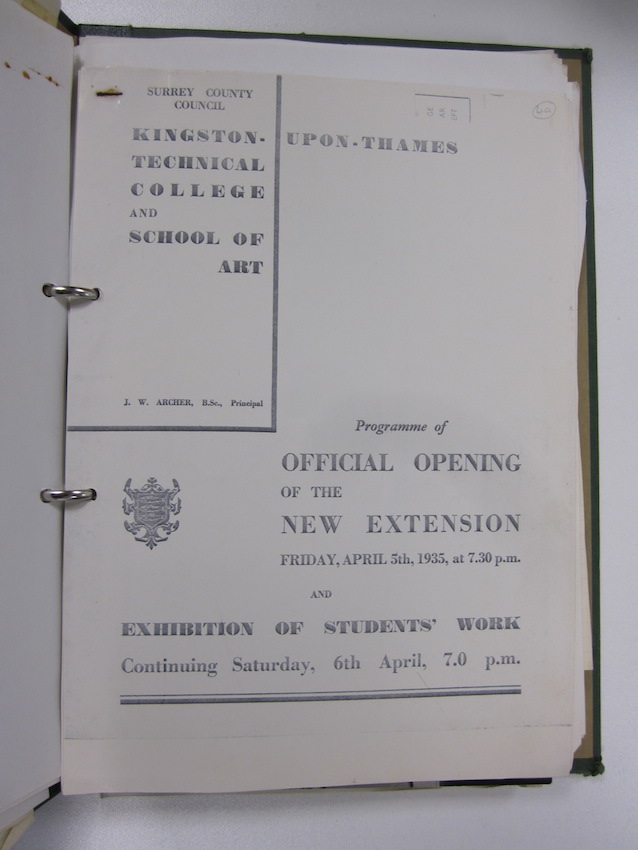 SURREY COUNTY
COUNCIL
KINGSTON-UPON-THAMES
TECHNICAL
COLLEGE
AND
SCHOOL OF
ART
J. W. ARCHER, B.Sc., Principal
Programme of
OFFICIAL OPENING
OF THE
NEW EXTENSION
FRIDAY, APRIL 5th, 1935, at 7.30 p.m.
AND
EXHIBITION OF STUDENTS' WORK
Continuing Saturday, 6th April, 7.0 p.m.